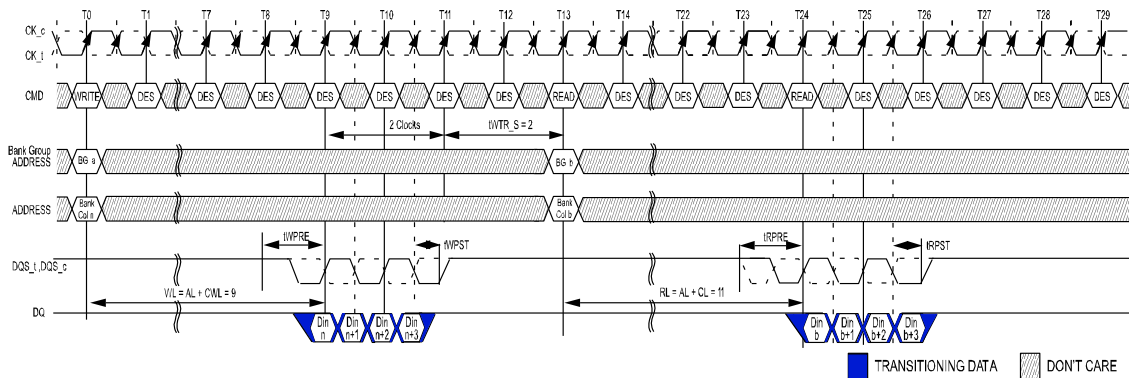 T0 T1 T7 T8 T9 T10 T11 T12 T13 T14 T22 T23 T24 T25 T26 T27 T28 T29
CK_c
CK_t
CMD WRITE DES DES DES DES DES DES DES READ DES DES DES READ DES DES DES DES DES
2 Clocks tWTR_S = 2
Bank Group
ADDRESS BG a BG b
ADDRESS Bank Col n Bank Col b
tWPRE tWPST tRPRE tRPST
DQS_t ,DQS_c
WL = AL + CWL = 9 RL = AL + CL = 11
DQ Din n Din n+1 Din n+2 Din n+3 Din b Din b+1 Din b+2 Din b+3
TRANSITIONING DATA DON'T CARE